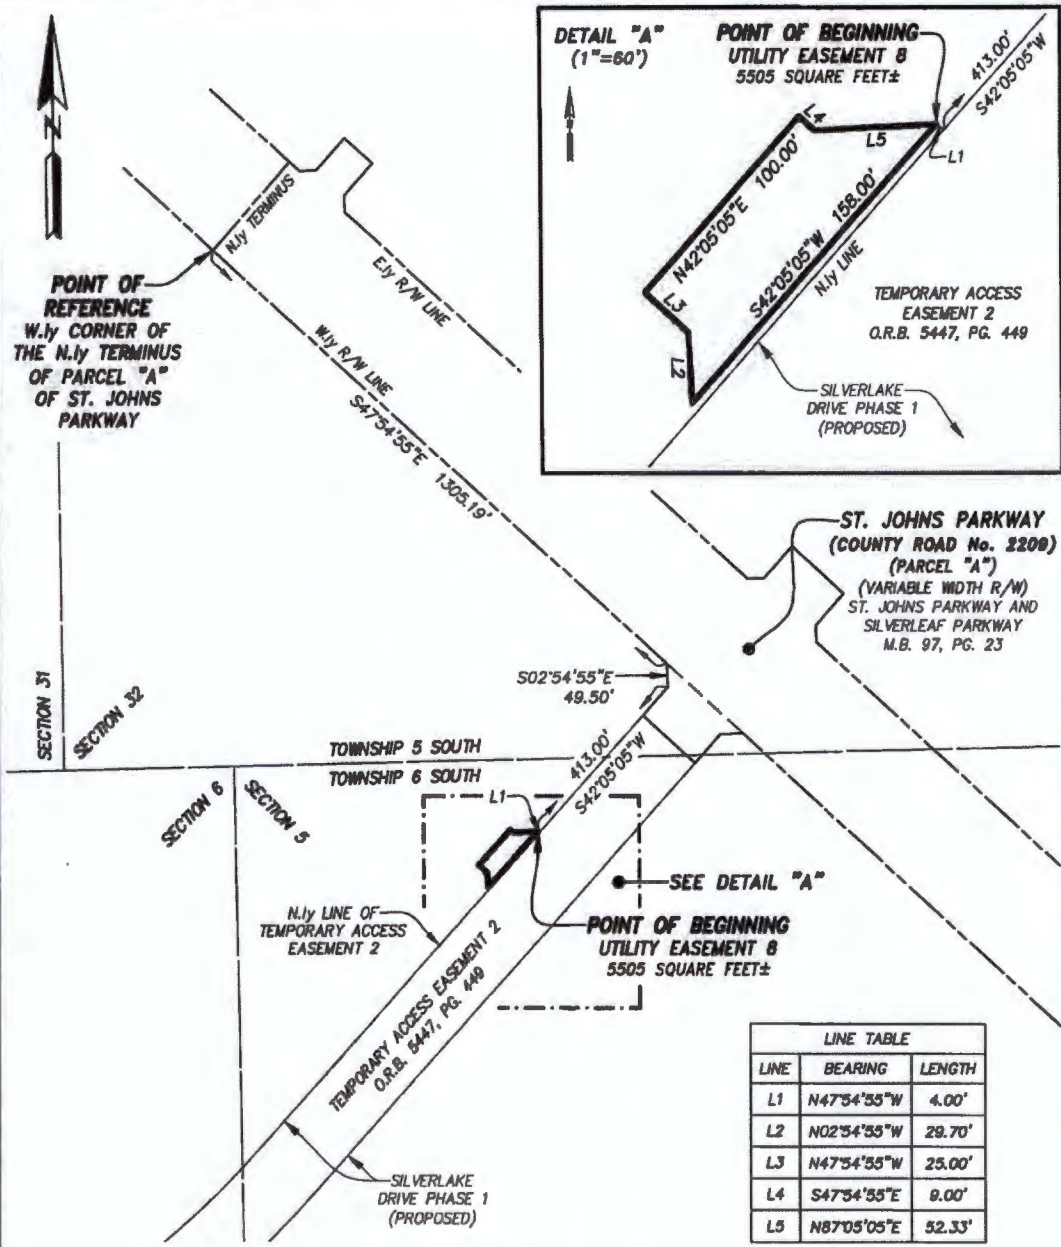 DETAIL "A"
(1"=60')
POINT OF BEGINNING
UTILITY EASEMENT 8
5505 SQUARE FEET±
413.00'
S42°05'05"W
L4
L5
L1
N42°05'05"E 100.00'
S42°05'05"W 158.00'
N.ly LINE
L3
L2
TEMPORARY ACCESS
EASEMENT 2
O.R.B. 5447, PG. 449
SILVERLAKE
DRIVE PHASE 1
(PROPOSED)
N
N.ly TERMINUS
E.ly R/W LINE
POINT OF
REFERENCE
W.ly CORNER OF
THE N.ly TERMINUS
OF PARCEL "A"
OF ST. JOHNS
PARKWAY
W.ly R/W LINE
S47°54'55"E 1305.19'
ST. JOHNS PARKWAY
(COUNTY ROAD No. 2209)
(PARCEL "A")
(VARIABLE WIDTH R/W)
ST. JOHNS PARKWAY AND
SILVERLEAF PARKWAY
M.B. 97, PG. 23
S02°54'55"E
49.50'
SECTION 31
SECTION 32
TOWNSHIP 5 SOUTH
TOWNSHIP 6 SOUTH
SECTION 6
SECTION 5
413.00'
S42°05'05"W
L1
SEE DETAIL "A"
N.ly LINE OF
TEMPORARY ACCESS
EASEMENT 2
POINT OF BEGINNING
UTILITY EASEMENT 8
5505 SQUARE FEET±
TEMPORARY ACCESS EASEMENT 2
O.R.B. 5447, PG. 449
SILVERLAKE
DRIVE PHASE 1
(PROPOSED)
LINE TABLE
LINE BEARING LENGTH
L1 N47°54'55"W 4.00'
L2 N02°54'55"W 29.70'
L3 N47°54'55"W 25.00'
L4 S47°54'55"E 9.00'
L5 N87°05'05"E 52.33'